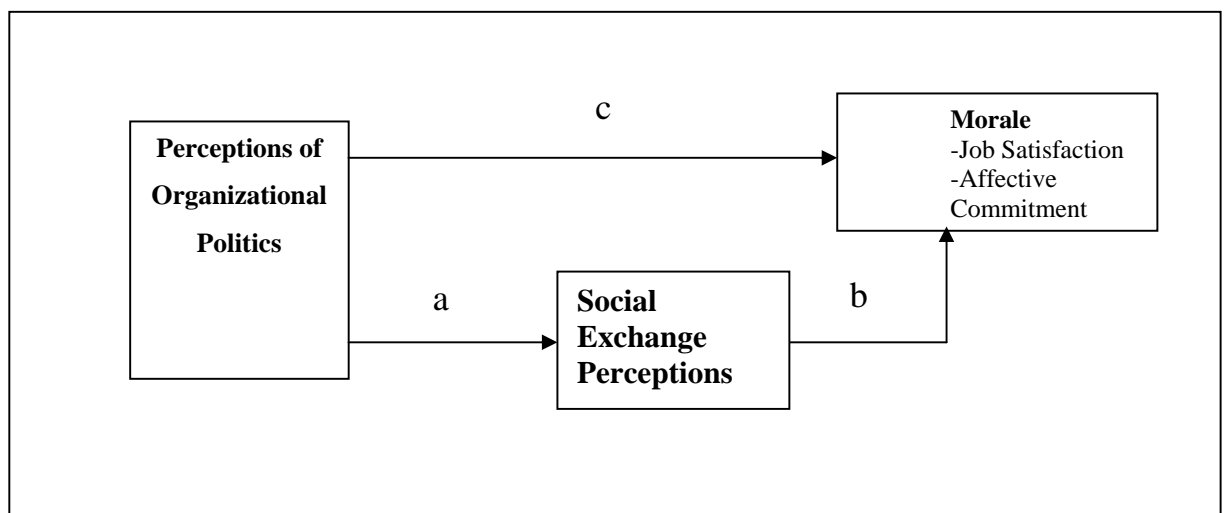 c
Perceptions of
Organizational
Politics
Morale
-Job Satisfaction
-Affective
Commitment
a
Social
Exchange
Perceptions
b